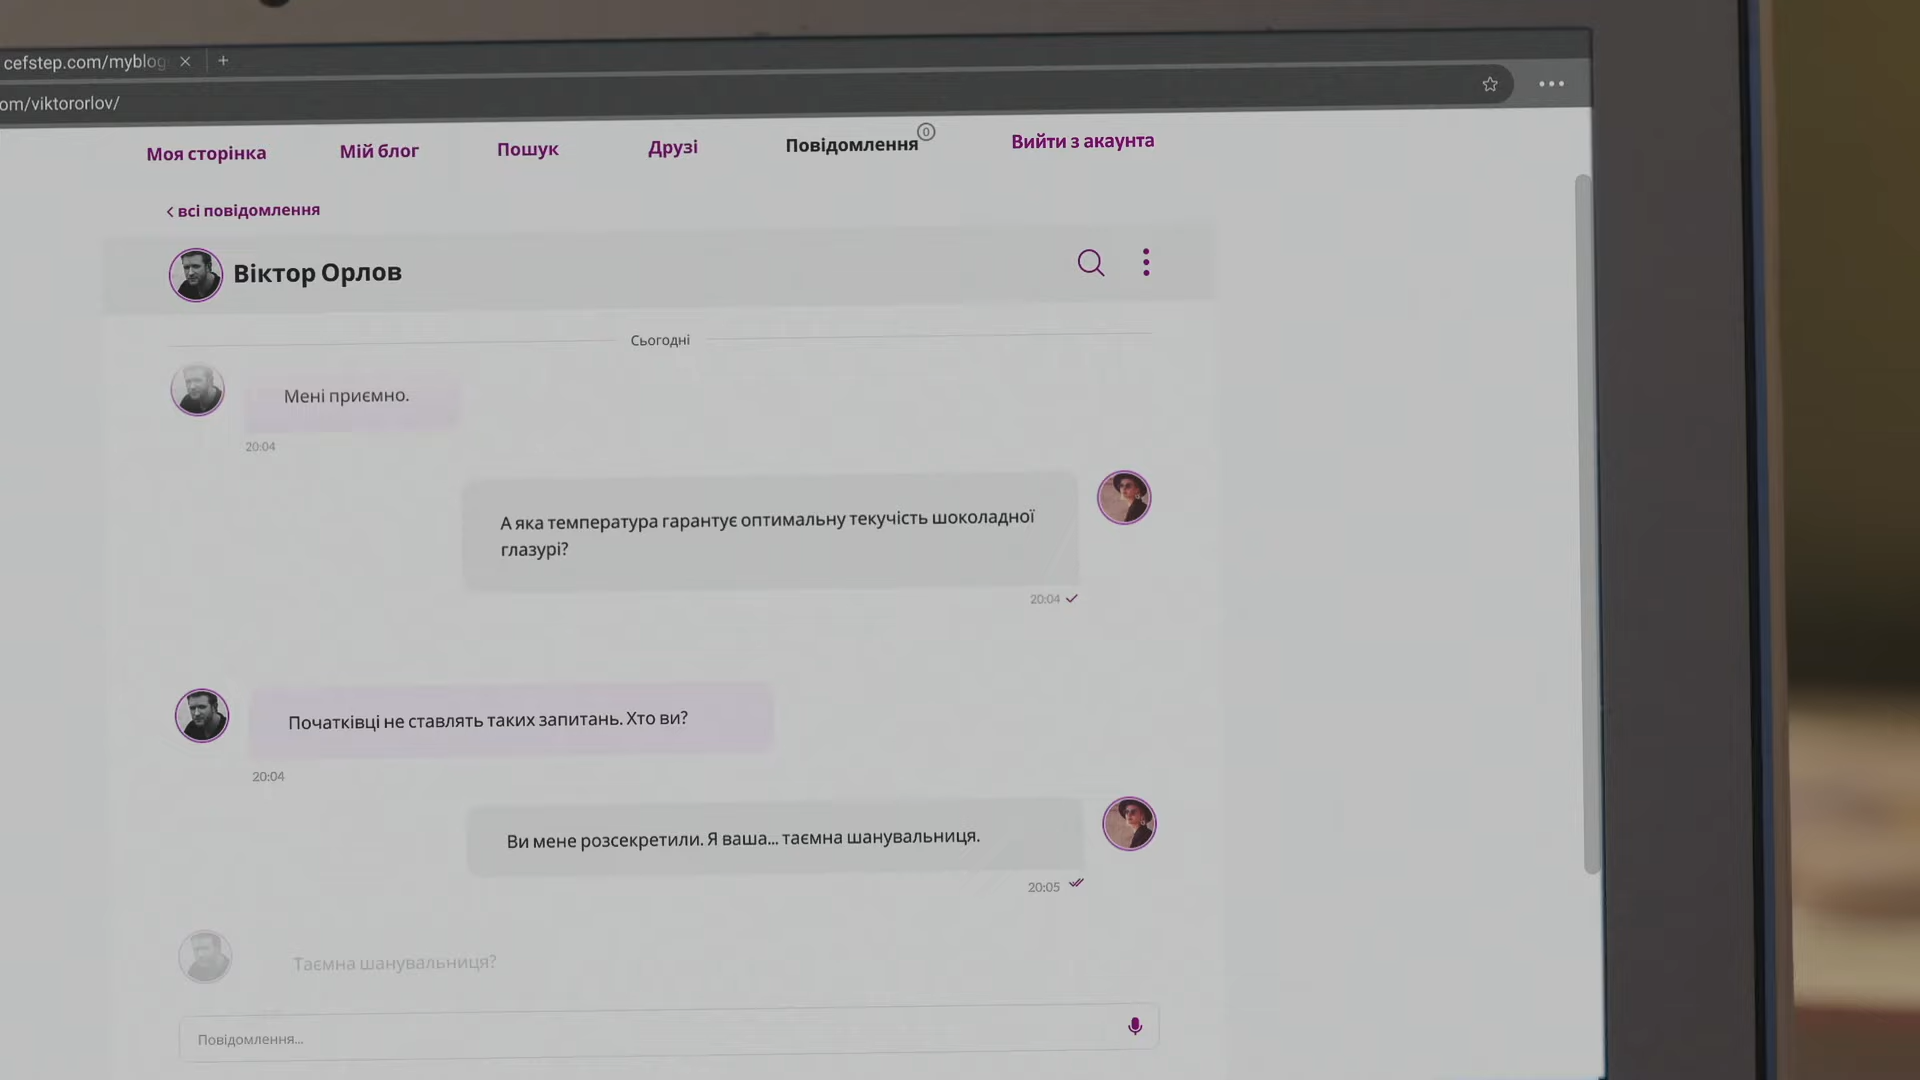 cefstep.com/myblog
om/viktororlov/
Моя сторінка Мій блог Пошук Друзі Повідомлення 0 Вийти з акаунта
< всі повідомлення
Віктор Орлов
Сьогодні
Мені приємно.
20:04
А яка температура гарантує оптимальну текучість шоколадної
глазурі?
20:04
Початківці не ставлять таких запитань. Хто ви?
20:04
Ви мене розсекретили. Я ваша... таємна шанувальниця.
20:05
Таємна шанувальниця?
Повідомлення...